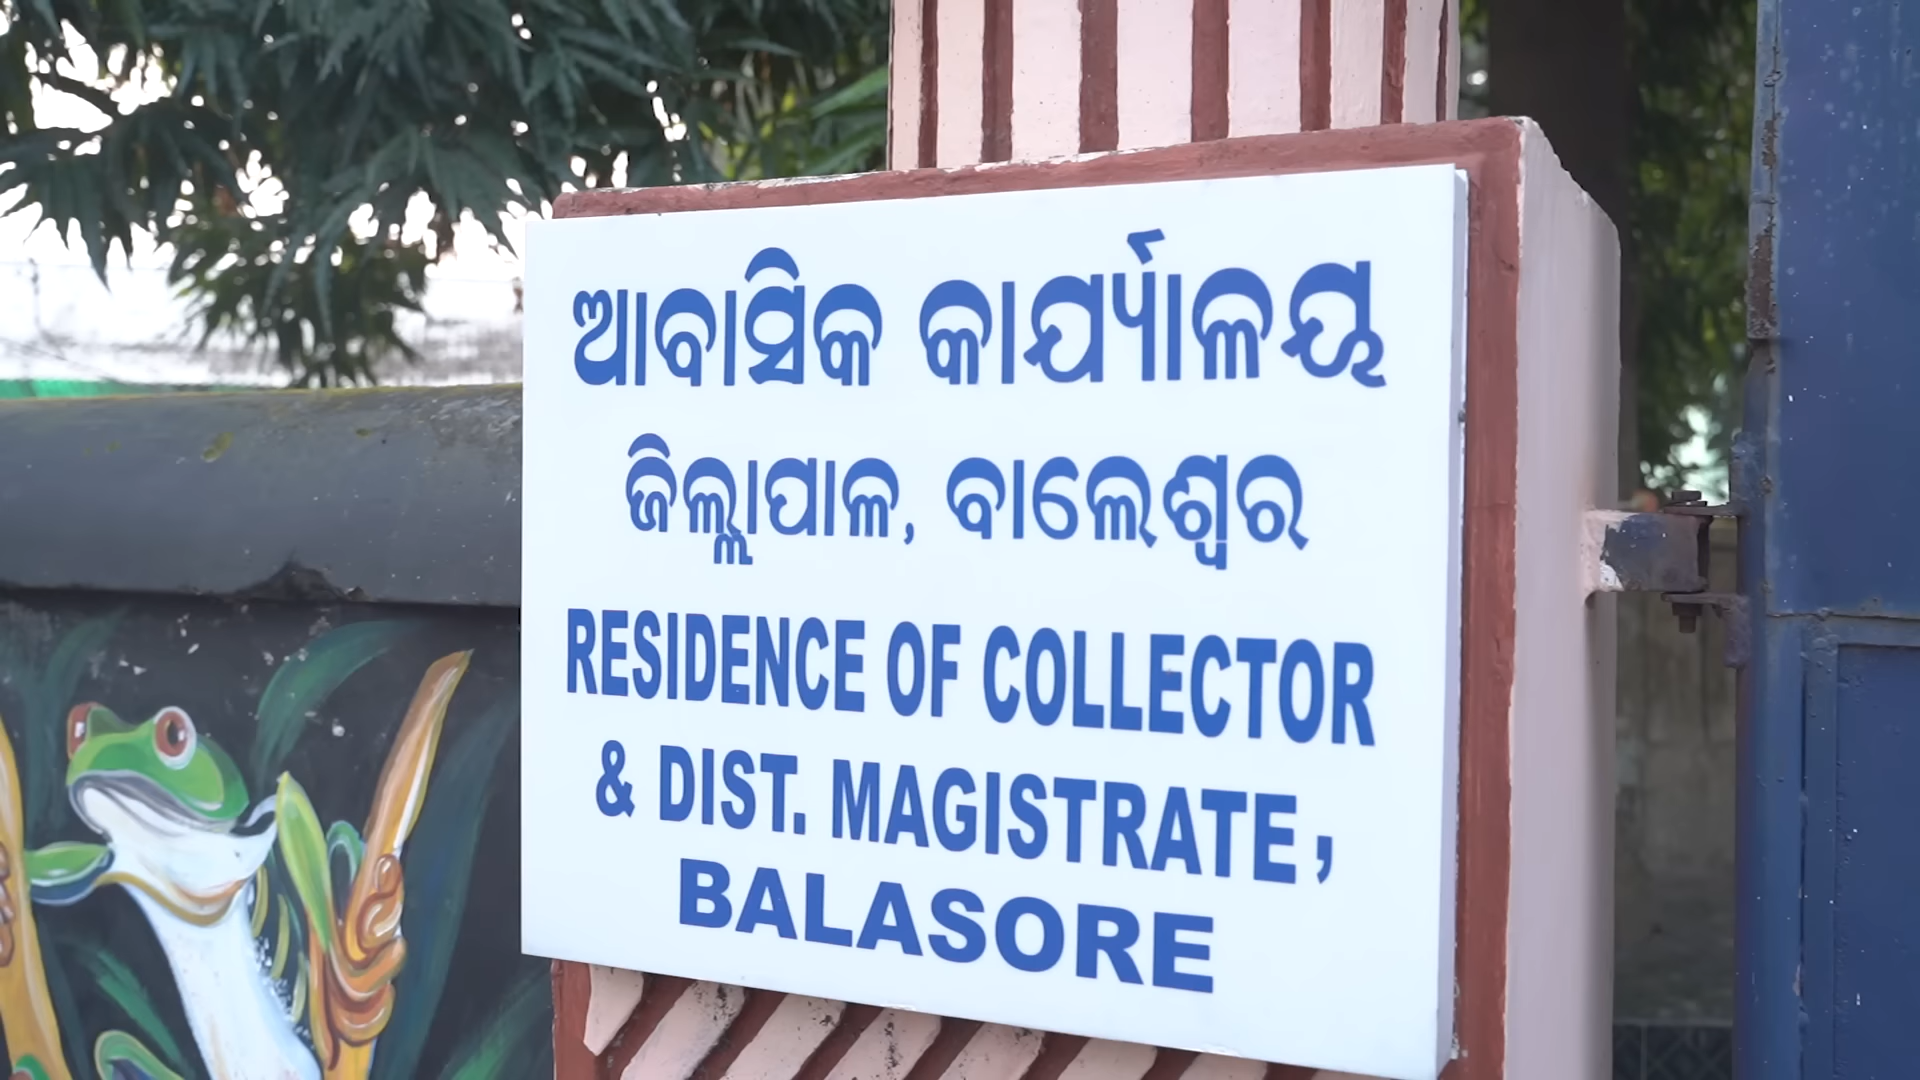 ଆବାସିକ କାର୍ଯ୍ୟାଳୟ
ଜିଲ୍ଲାପାଳ, ବାଲେଶ୍ୱର
RESIDENCE OF COLLECTOR
& DIST. MAGISTRATE,
BALASORE